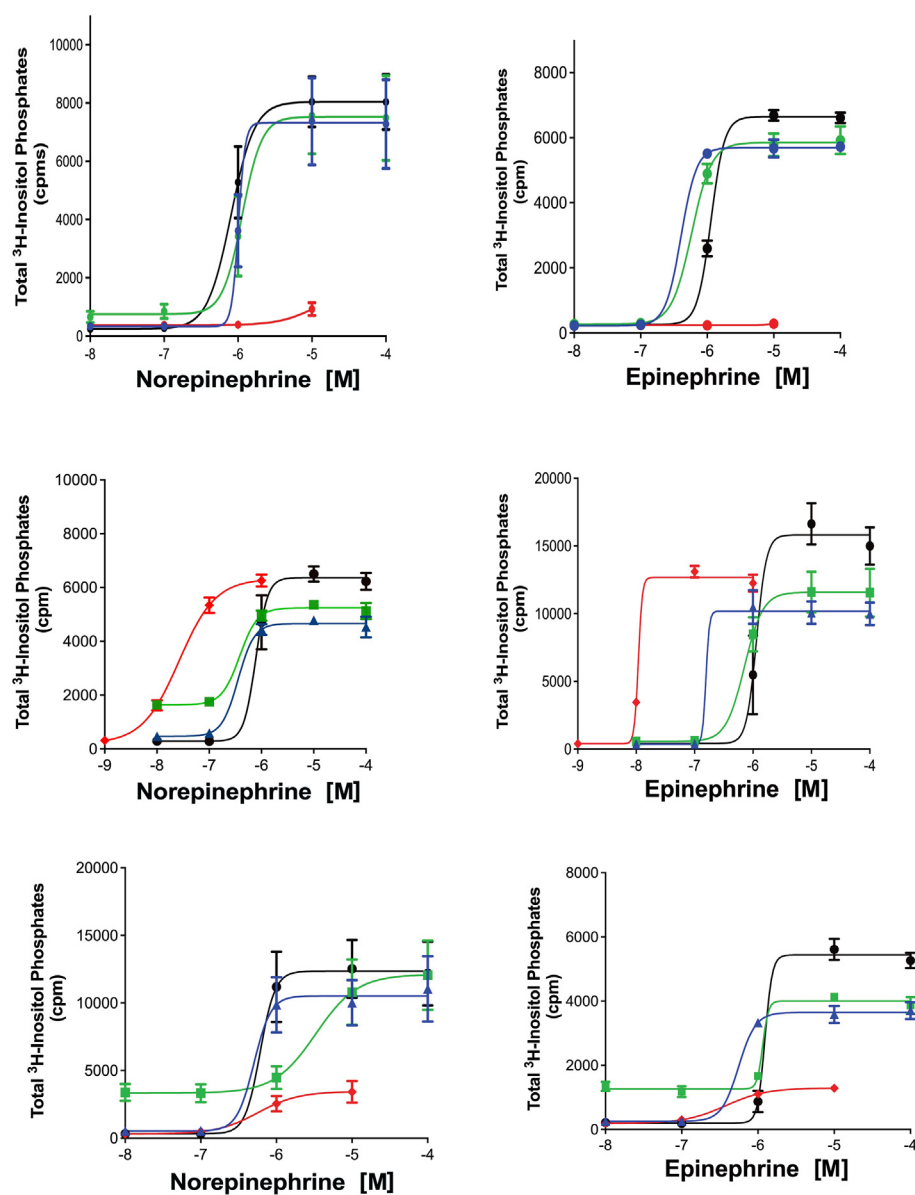 Total ³H-Inositol Phosphates
(cpms)
10000
8000
6000
4000
2000
0
-8 -7 -6 -5 -4
Norepinephrine [M]
Total ³H-Inositol Phosphates
(cpm)
8000
6000
4000
2000
0
-8 -7 -6 -5 -4
Epinephrine [M]
Total ³H-Inositol Phosphates
(cpm)
10000
8000
6000
4000
2000
0
-9 -8 -7 -6 -5 -4
Norepinephrine [M]
Total ³H-Inositol Phosphates
(cpm)
20000
15000
10000
5000
0
-9 -8 -7 -6 -5 -4
Epinephrine [M]
Total ³H-Inositol Phosphates
(cpm)
20000
15000
10000
5000
0
-8 -7 -6 -5 -4
Norepinephrine [M]
Total ³H-Inositol Phosphates
(cpm)
8000
6000
4000
2000
0
-8 -7 -6 -5 -4
Epinephrine [M]